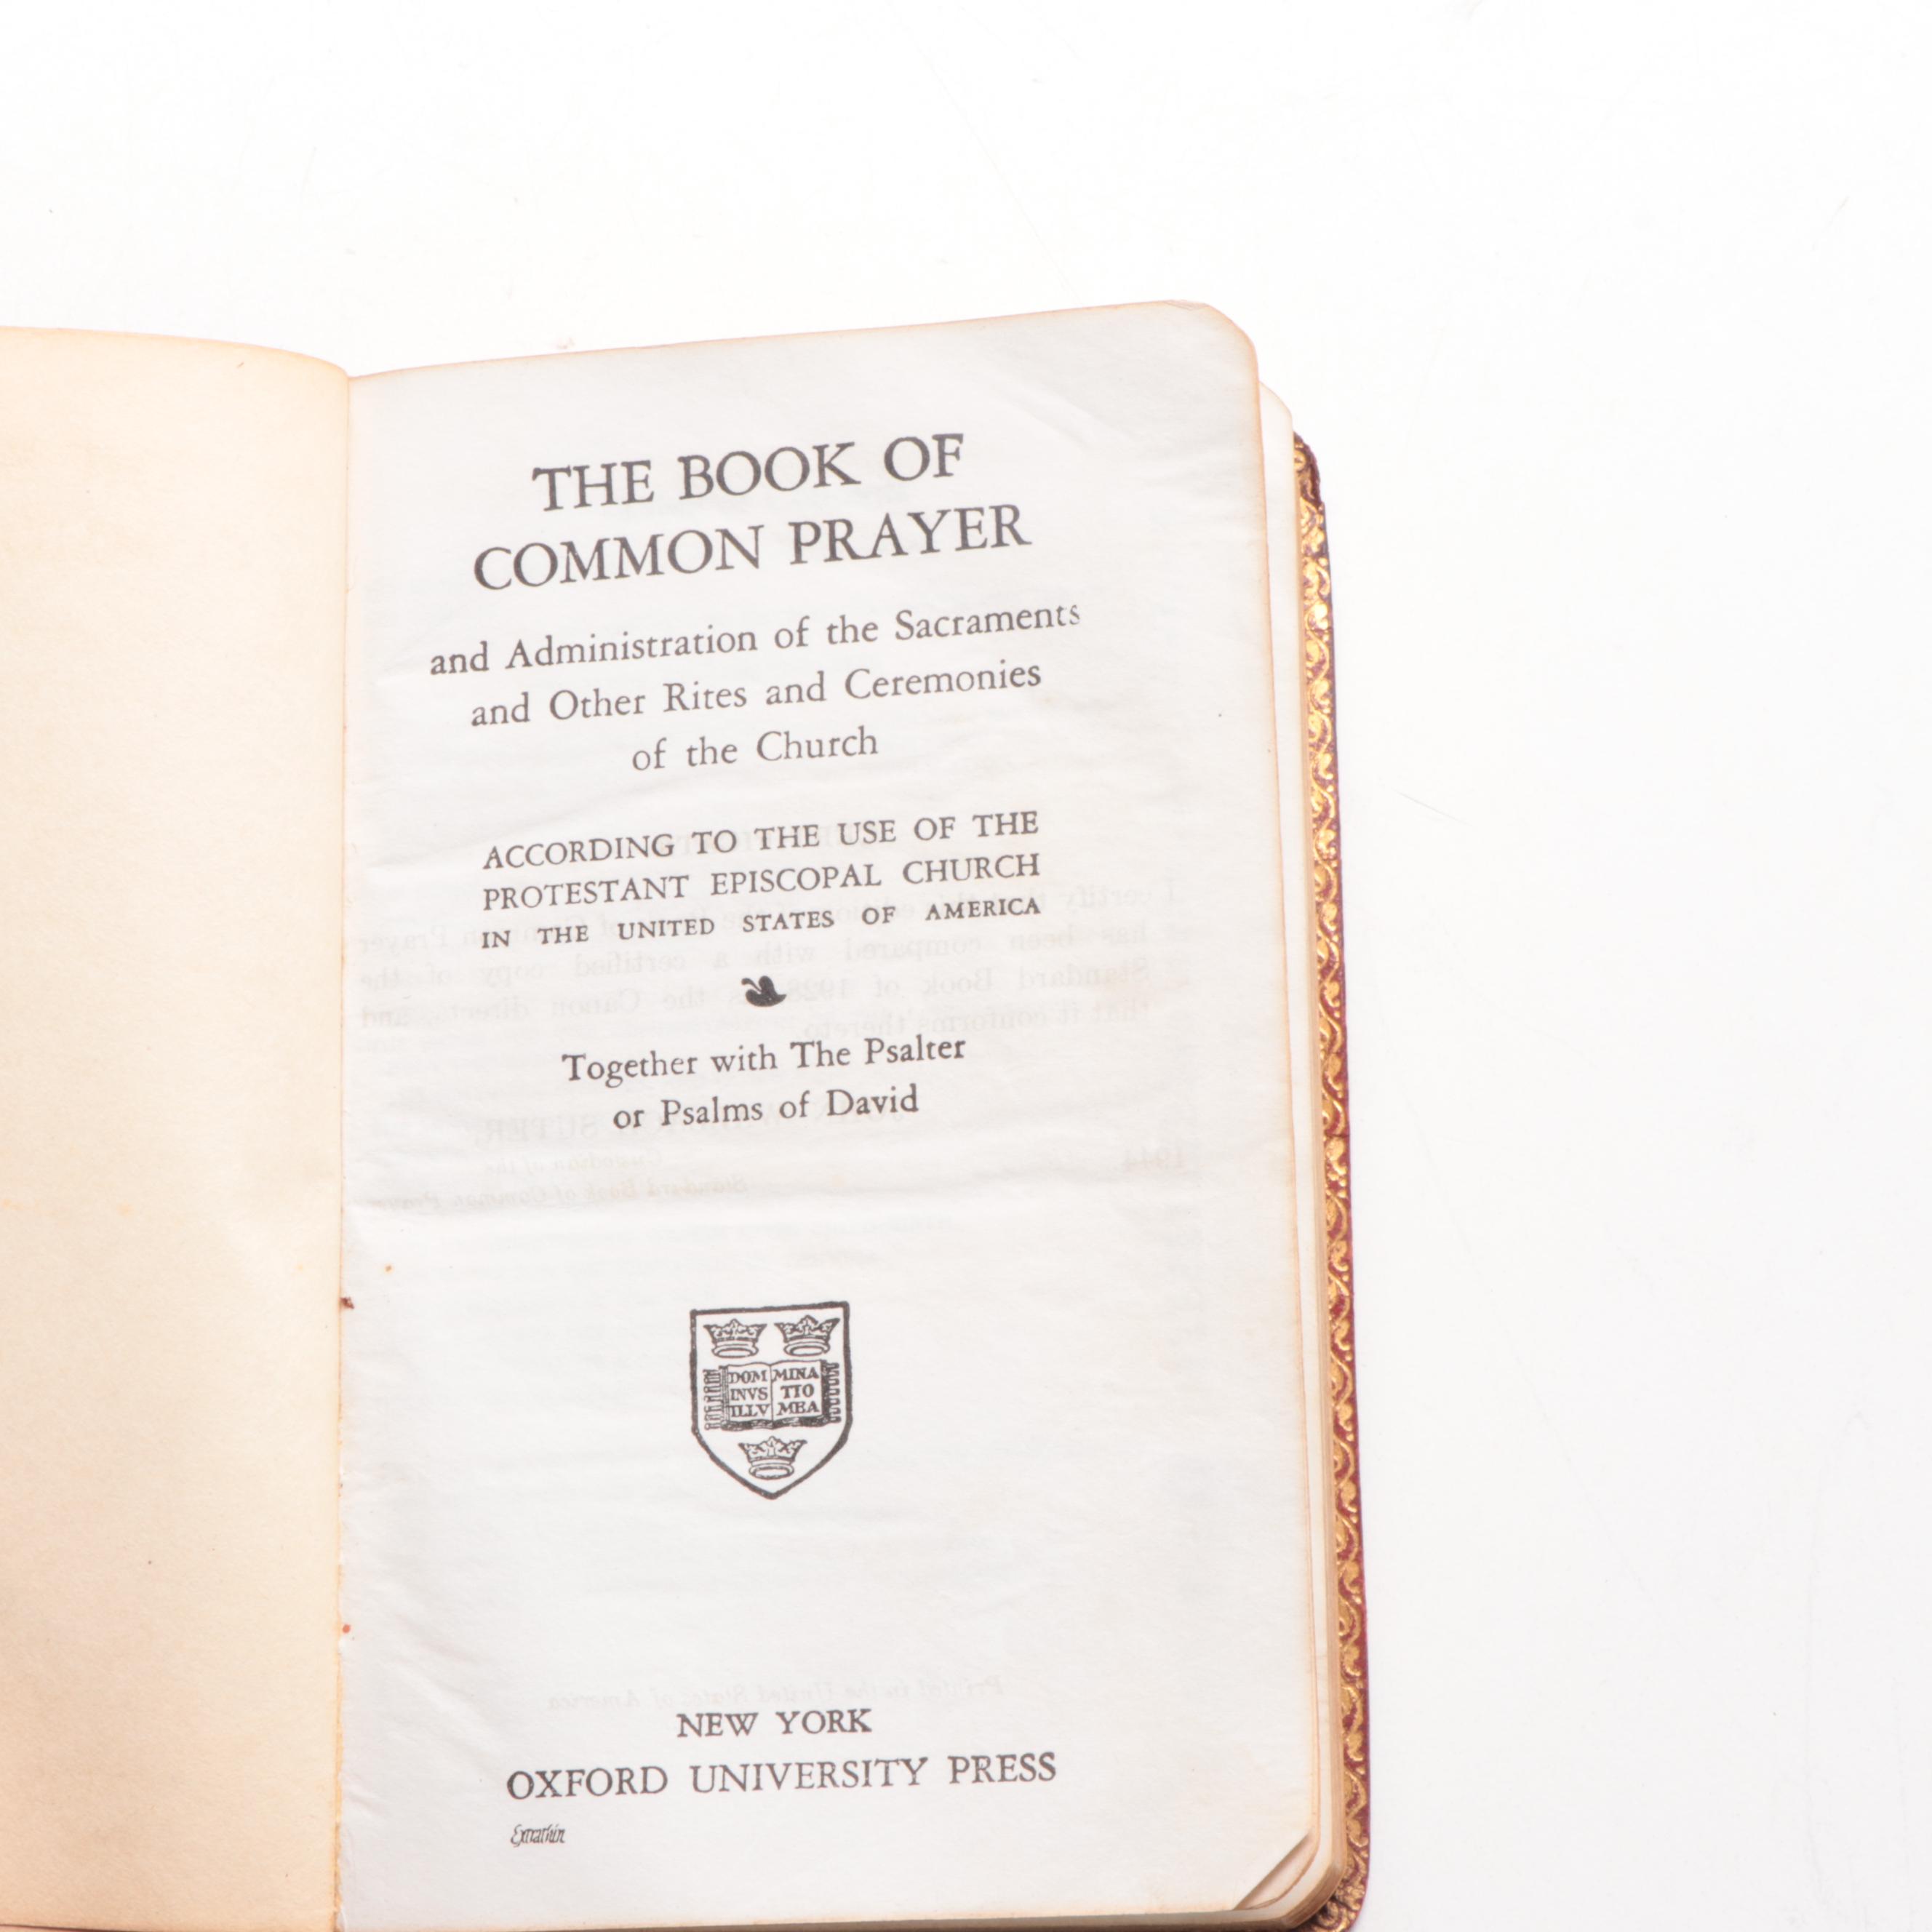 THE BOOK OF
COMMON PRAYER
and Administration of the Sacraments
and Other Rites and Ceremonies
of the Church
ACCORDING TO THE USE OF THE
PROTESTANT EPISCOPAL CHURCH
IN THE UNITED STATES OF AMERICA
Together with The Psalter
or Psalms of David
DOM MINA
INVS TIO
ILLV MEA
NEW YORK
OXFORD UNIVERSITY PRESS